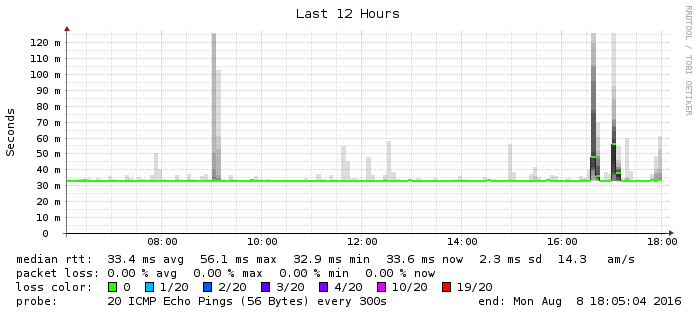 Last 12 Hours
RRDTOOL / TOBI OETIKER
Seconds
120 m
110 m
100 m
90 m
80 m
70 m
60 m
50 m
40 m
30 m
20 m
10 m
0
08:00 10:00 12:00 14:00 16:00 18:00
median rtt: 33.4 ms avg 56.1 ms max 32.9 ms min 33.6 ms now 2.3 ms sd 14.3 am/s
packet loss: 0.00 % avg 0.00 % max 0.00 % min 0.00 % now
loss color: 0 1/20 2/20 3/20 4/20 10/20 19/20
probe: 20 ICMP Echo Pings (56 Bytes) every 300s end: Mon Aug 8 18:05:04 2016